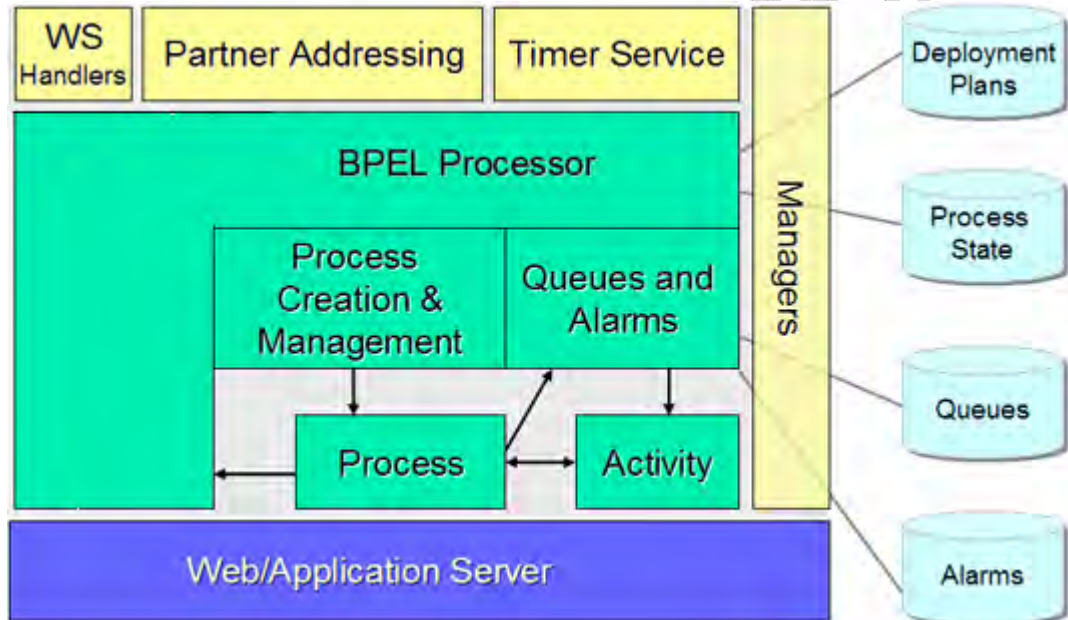 WS
Handlers
Partner Addressing
Timer Service
Managers
BPEL Processor
Process
Creation &
Management
Queues and
Alarms
Process
Activity
Web/Application Server
Deployment
Plans
Process
State
Queues
Alarms